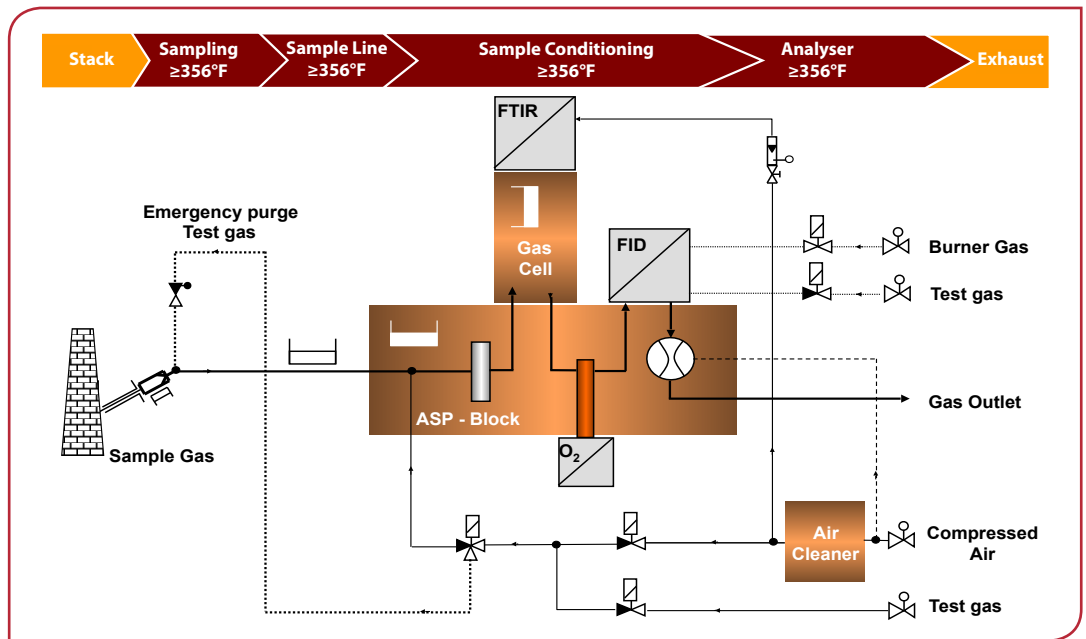 Stack
Sampling
≥356°F
Sample Line
≥356°F
Sample Conditioning
≥356°F
Analyser
≥356°F
Exhaust
FTIR
Emergency purge
Test gas
Gas
Cell
FID
Burner Gas
Test gas
ASP - Block
Gas Outlet
Sample Gas
O₂
Air
Cleaner
Compressed
Air
Test gas